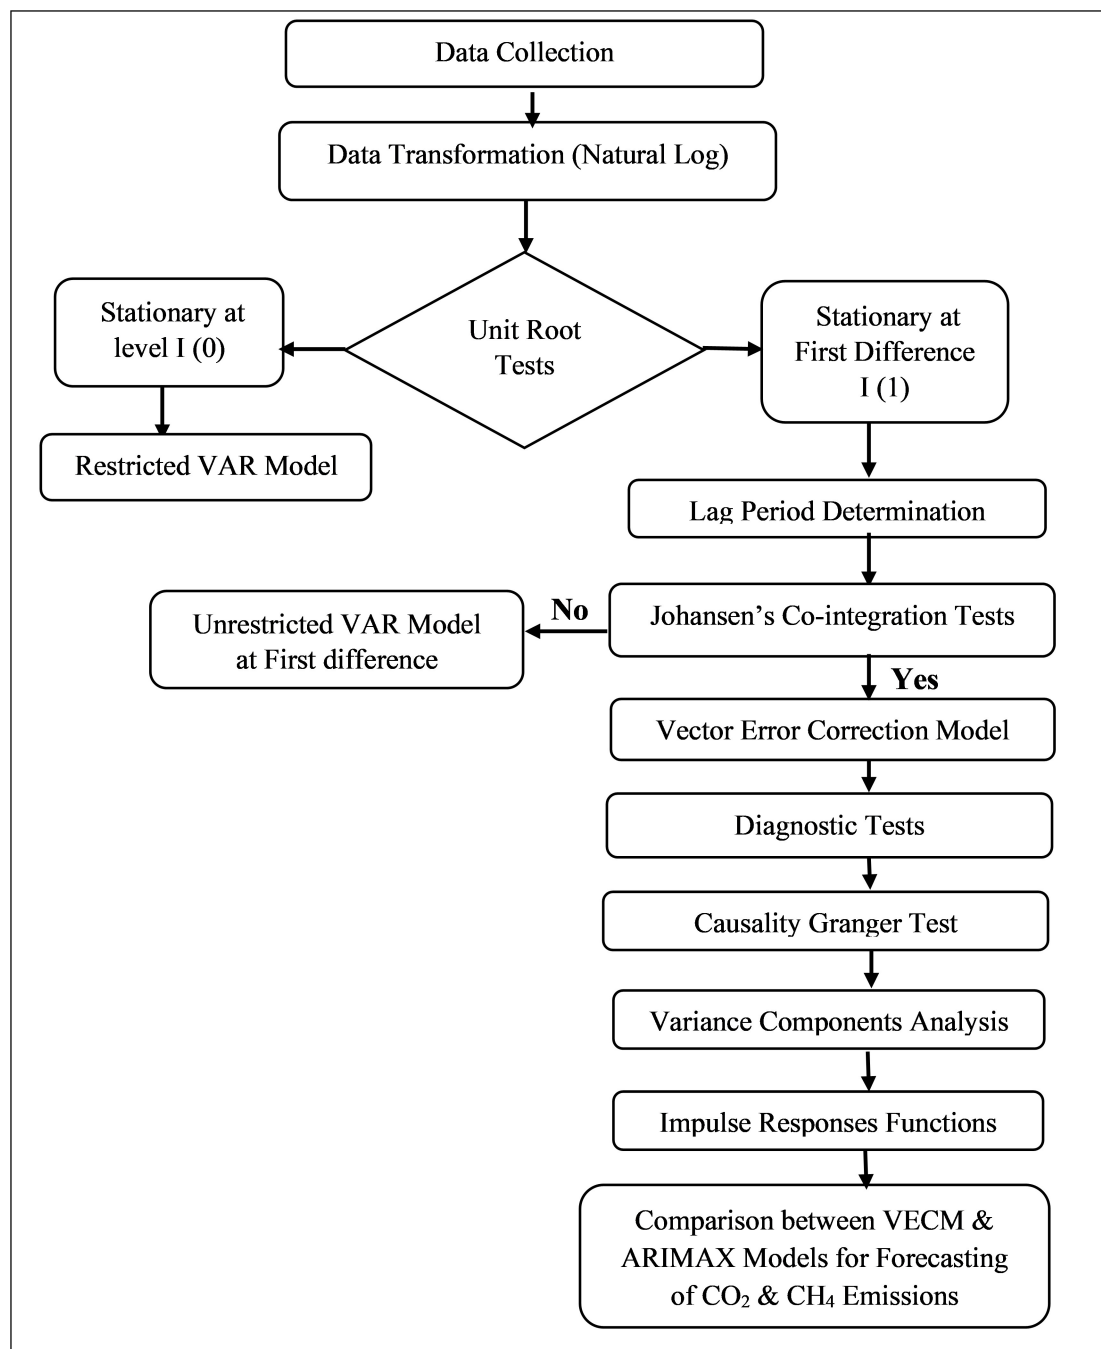 Data Collection
Data Transformation (Natural Log)
Unit Root
Tests
Stationary at
level I (0)
Restricted VAR Model
Stationary at
First Difference
I (1)
Lag Period Determination
Johansen's Co-integration Tests
No
Unrestricted VAR Model
at First difference
Yes
Vector Error Correction Model
Diagnostic Tests
Causality Granger Test
Variance Components Analysis
Impulse Responses Functions
Comparison between VECM &
ARIMAX Models for Forecasting
of CO₂ & CH₄ Emissions